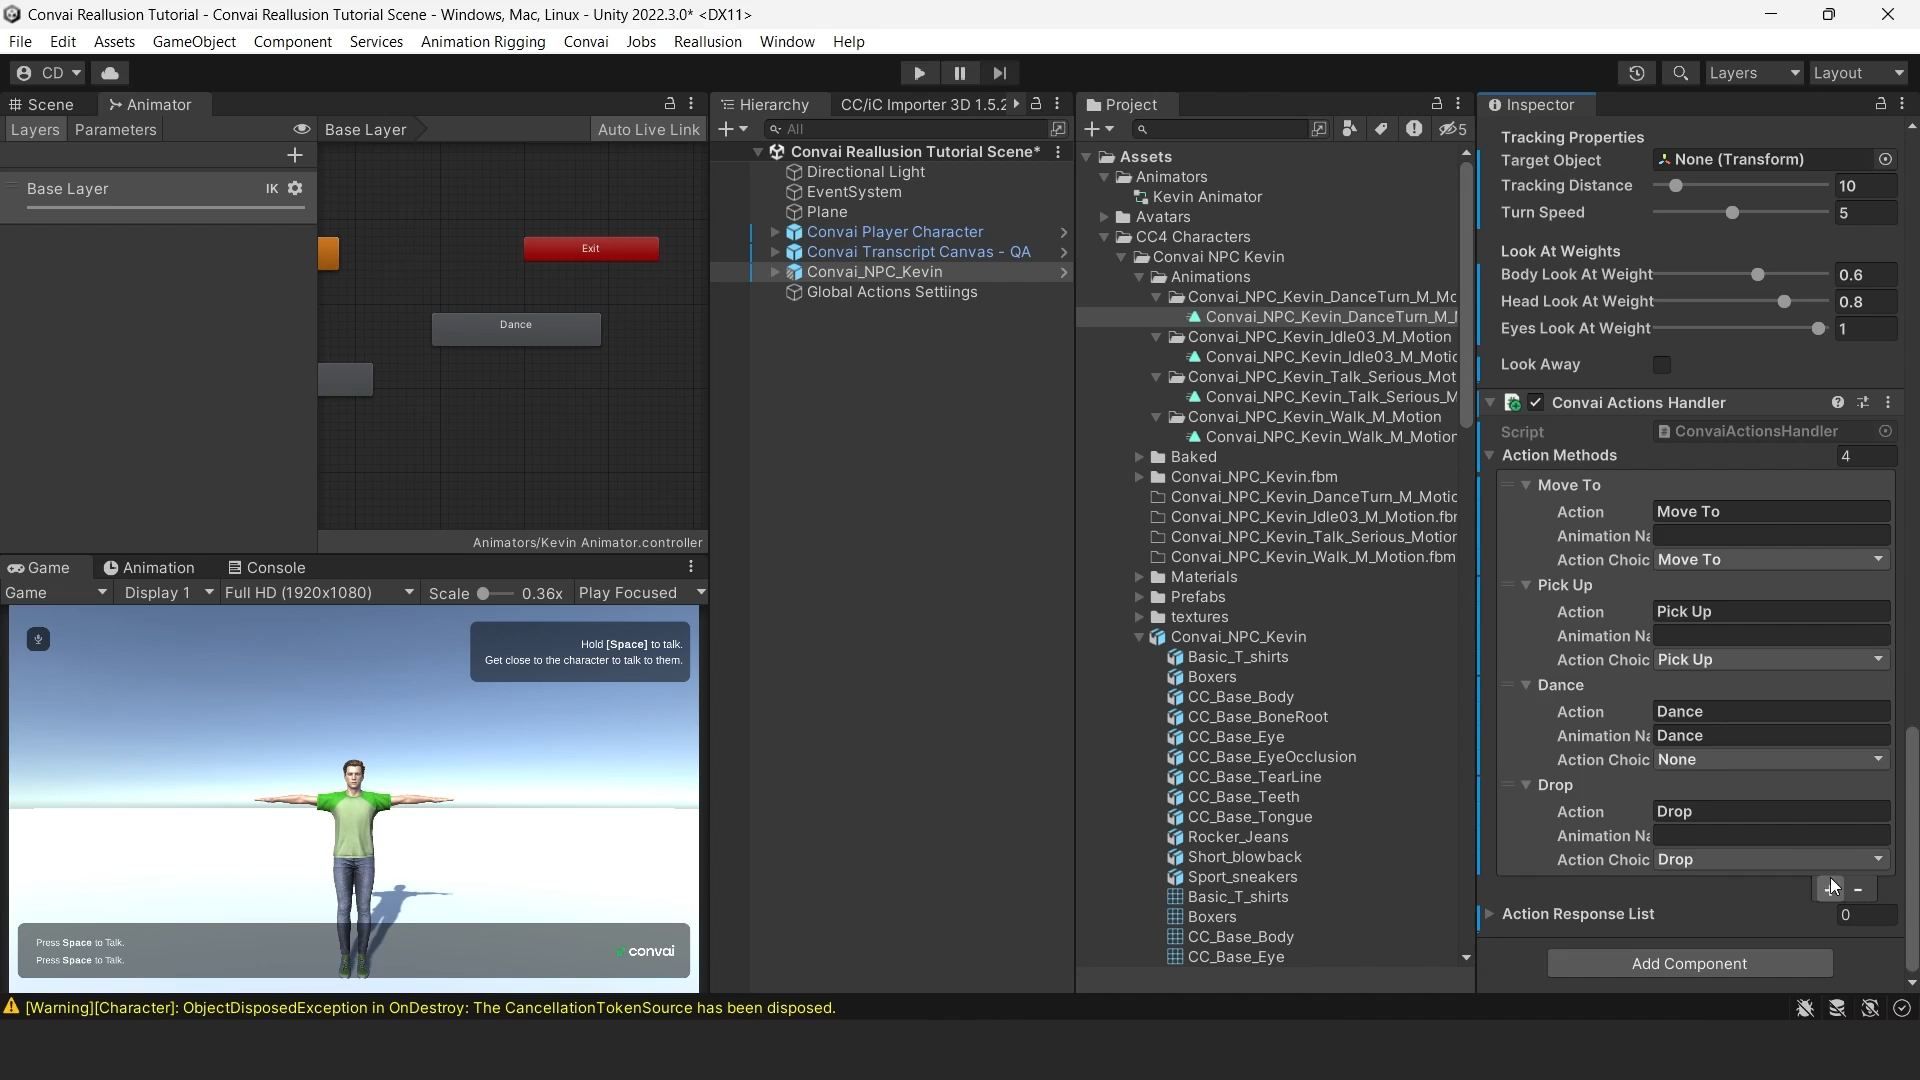 Convai Reallusion Tutorial - Convai Reallusion Tutorial Scene - Windows, Mac, Linux - Unity 2022.3.0* <DX11>
File Edit Assets GameObject Component Services Animation Rigging Convai Jobs Reallusion Window Help
CD Layers Layout
Scene Animator
Layers Parameters Base Layer Auto Live Link
Base Layer IK
Exit
Dance
Animators/Kevin Animator.controller
Game Animation Console
Game Display 1 Full HD (1920x1080) Scale 0.36x Play Focused
Hold [Space] to talk.
Get close to the character to talk to them.
Press Space to Talk.
Press Space to Talk.
convai
Hierarchy CC/iC Importer 3D 1.5.2
All
Convai Reallusion Tutorial Scene*
Directional Light
EventSystem
Plane
Convai Player Character
Convai Transcript Canvas - QA
Convai_NPC_Kevin
Global Actions Settiings
Project
5
Assets
Animators
Kevin Animator
Avatars
CC4 Characters
Convai NPC Kevin
Animations
Convai_NPC_Kevin_DanceTurn_M_Mc
Convai_NPC_Kevin_DanceTurn_M_I
Convai_NPC_Kevin_Idle03_M_Motion
Convai_NPC_Kevin_Idle03_M_Motic
Convai_NPC_Kevin_Talk_Serious_Mot
Convai_NPC_Kevin_Talk_Serious_M
Convai_NPC_Kevin_Walk_M_Motion
Convai_NPC_Kevin_Walk_M_Motior
Baked
Convai_NPC_Kevin.fbm
Convai_NPC_Kevin_DanceTurn_M_Motic
Convai_NPC_Kevin_Idle03_M_Motion.fbr
Convai_NPC_Kevin_Talk_Serious_Motior
Convai_NPC_Kevin_Walk_M_Motion.fbm
Materials
Prefabs
textures
Convai_NPC_Kevin
Basic_T_shirts
Boxers
CC_Base_Body
CC_Base_BoneRoot
CC_Base_Eye
CC_Base_EyeOcclusion
CC_Base_TearLine
CC_Base_Teeth
CC_Base_Tongue
Rocker_Jeans
Short_blowback
Sport_sneakers
Basic_T_shirts
Boxers
CC_Base_Body
CC_Base_Eye
Inspector
Tracking Properties
Target Object None (Transform)
Tracking Distance 10
Turn Speed 5
Look At Weights
Body Look At Weight 0.6
Head Look At Weight 0.8
Eyes Look At Weight 1
Look Away
Convai Actions Handler
Script ConvaiActionsHandler
Action Methods 4
Move To
Action Move To
Animation Na
Action Choic Move To
Pick Up
Action Pick Up
Animation Na
Action Choic Pick Up
Dance
Action Dance
Animation Na Dance
Action Choic None
Drop
Action Drop
Animation Na
Action Choic Drop
Action Response List 0
Add Component
[Warning][Character]: ObjectDisposedException in OnDestroy: The CancellationTokenSource has been disposed.